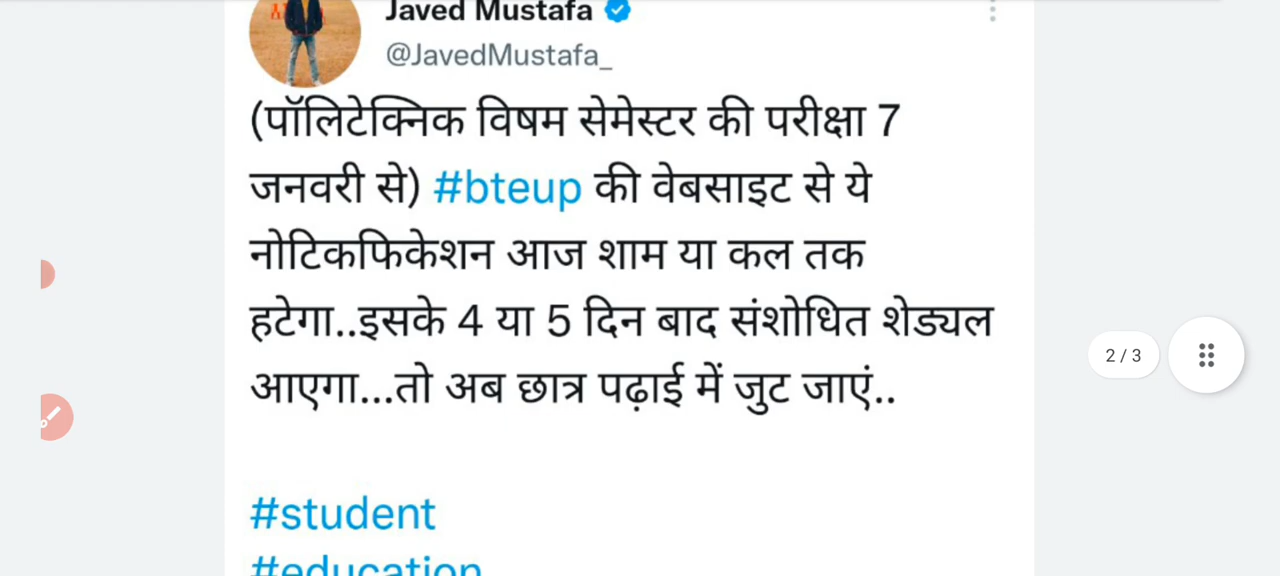 Javed Mustafa
@JavedMustafa_
(पॉलिटेक्निक विषम सेमेस्टर की परीक्षा 7
जनवरी से) #bteup की वेबसाइट से ये
नोटिकफिकेशन आज शाम या कल तक
हटेगा..इसके 4 या 5 दिन बाद संशोधित शेड्यल
आएगा...तो अब छात्र पढ़ाई में जुट जाएं..
2 / 3
#student
#education